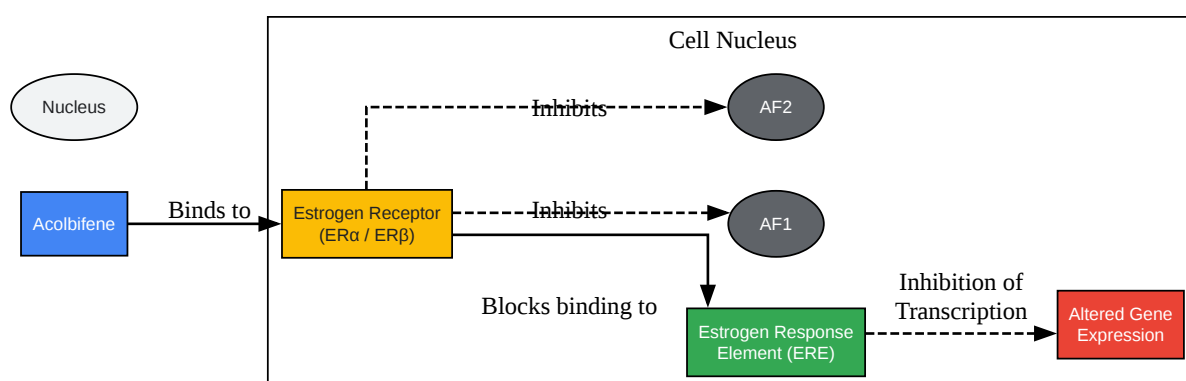 Cell Nucleus
Nucleus
Inhibits
AF2
Acolbifene
Binds to
Estrogen Receptor
(ERα / ERβ)
Inhibits
AF1
Blocks binding to
Estrogen Response
Element (ERE)
Inhibition of
Transcription
Altered Gene
Expression